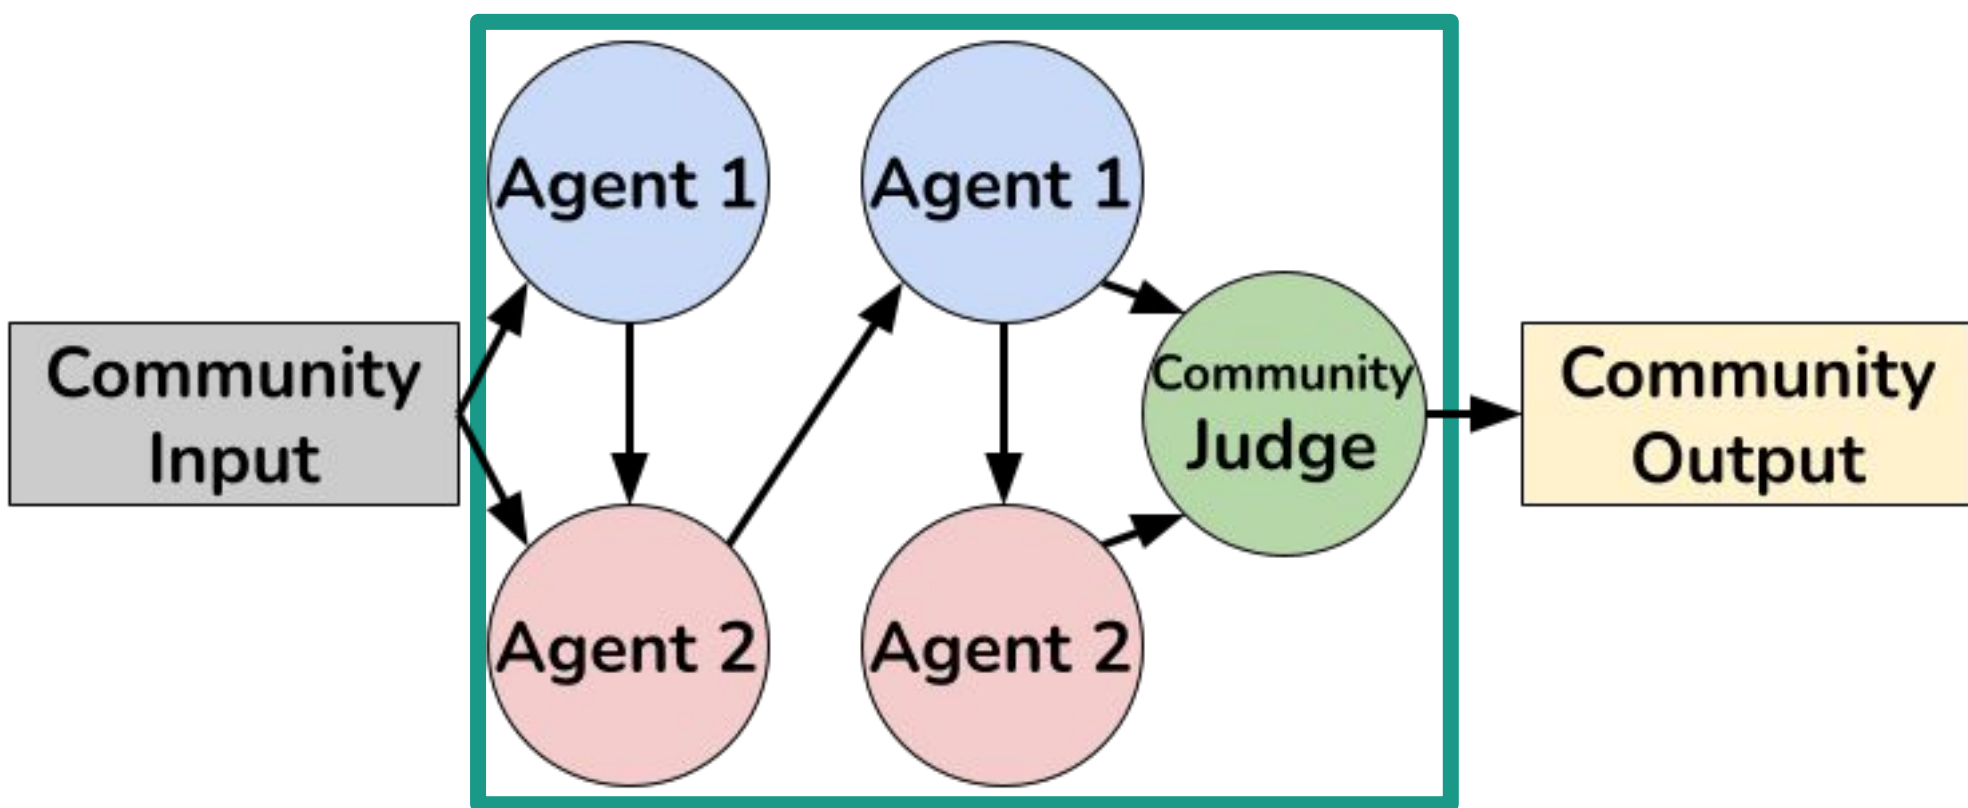 Community
Input
Agent 1
Agent 2
Agent 1
Agent 2
Community
Judge
Community
Output